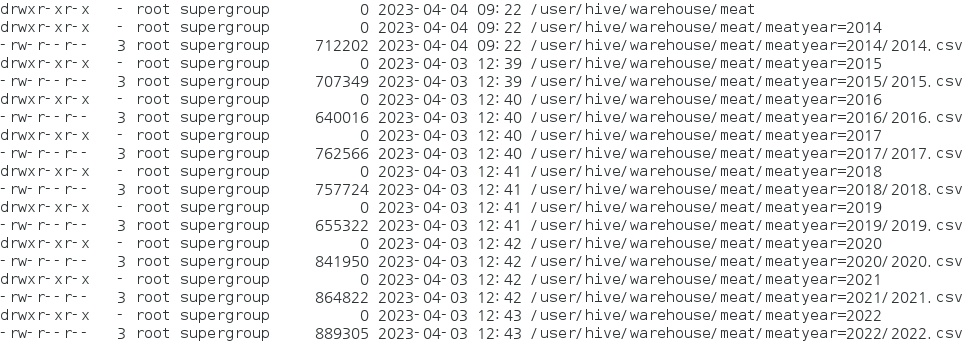 drwxr-xr-x   - root supergroup          0 2023-04-04 09:22 /user/hive/warehouse/meat
drwxr-xr-x   - root supergroup          0 2023-04-04 09:22 /user/hive/warehouse/meat/meatyear=2014
-rw-r--r--   3 root supergroup     712202 2023-04-04 09:22 /user/hive/warehouse/meat/meatyear=2014/2014.csv
drwxr-xr-x   - root supergroup          0 2023-04-03 12:39 /user/hive/warehouse/meat/meatyear=2015
-rw-r--r--   3 root supergroup     707349 2023-04-03 12:39 /user/hive/warehouse/meat/meatyear=2015/2015.csv
drwxr-xr-x   - root supergroup          0 2023-04-03 12:40 /user/hive/warehouse/meat/meatyear=2016
-rw-r--r--   3 root supergroup     640016 2023-04-03 12:40 /user/hive/warehouse/meat/meatyear=2016/2016.csv
drwxr-xr-x   - root supergroup          0 2023-04-03 12:40 /user/hive/warehouse/meat/meatyear=2017
-rw-r--r--   3 root supergroup     762566 2023-04-03 12:40 /user/hive/warehouse/meat/meatyear=2017/2017.csv
drwxr-xr-x   - root supergroup          0 2023-04-03 12:41 /user/hive/warehouse/meat/meatyear=2018
-rw-r--r--   3 root supergroup     757724 2023-04-03 12:41 /user/hive/warehouse/meat/meatyear=2018/2018.csv
drwxr-xr-x   - root supergroup          0 2023-04-03 12:41 /user/hive/warehouse/meat/meatyear=2019
-rw-r--r--   3 root supergroup     655322 2023-04-03 12:41 /user/hive/warehouse/meat/meatyear=2019/2019.csv
drwxr-xr-x   - root supergroup          0 2023-04-03 12:42 /user/hive/warehouse/meat/meatyear=2020
-rw-r--r--   3 root supergroup     841950 2023-04-03 12:42 /user/hive/warehouse/meat/meatyear=2020/2020.csv
drwxr-xr-x   - root supergroup          0 2023-04-03 12:42 /user/hive/warehouse/meat/meatyear=2021
-rw-r--r--   3 root supergroup     864822 2023-04-03 12:42 /user/hive/warehouse/meat/meatyear=2021/2021.csv
drwxr-xr-x   - root supergroup          0 2023-04-03 12:43 /user/hive/warehouse/meat/meatyear=2022
-rw-r--r--   3 root supergroup     889305 2023-04-03 12:43 /user/hive/warehouse/meat/meatyear=2022/2022.csv